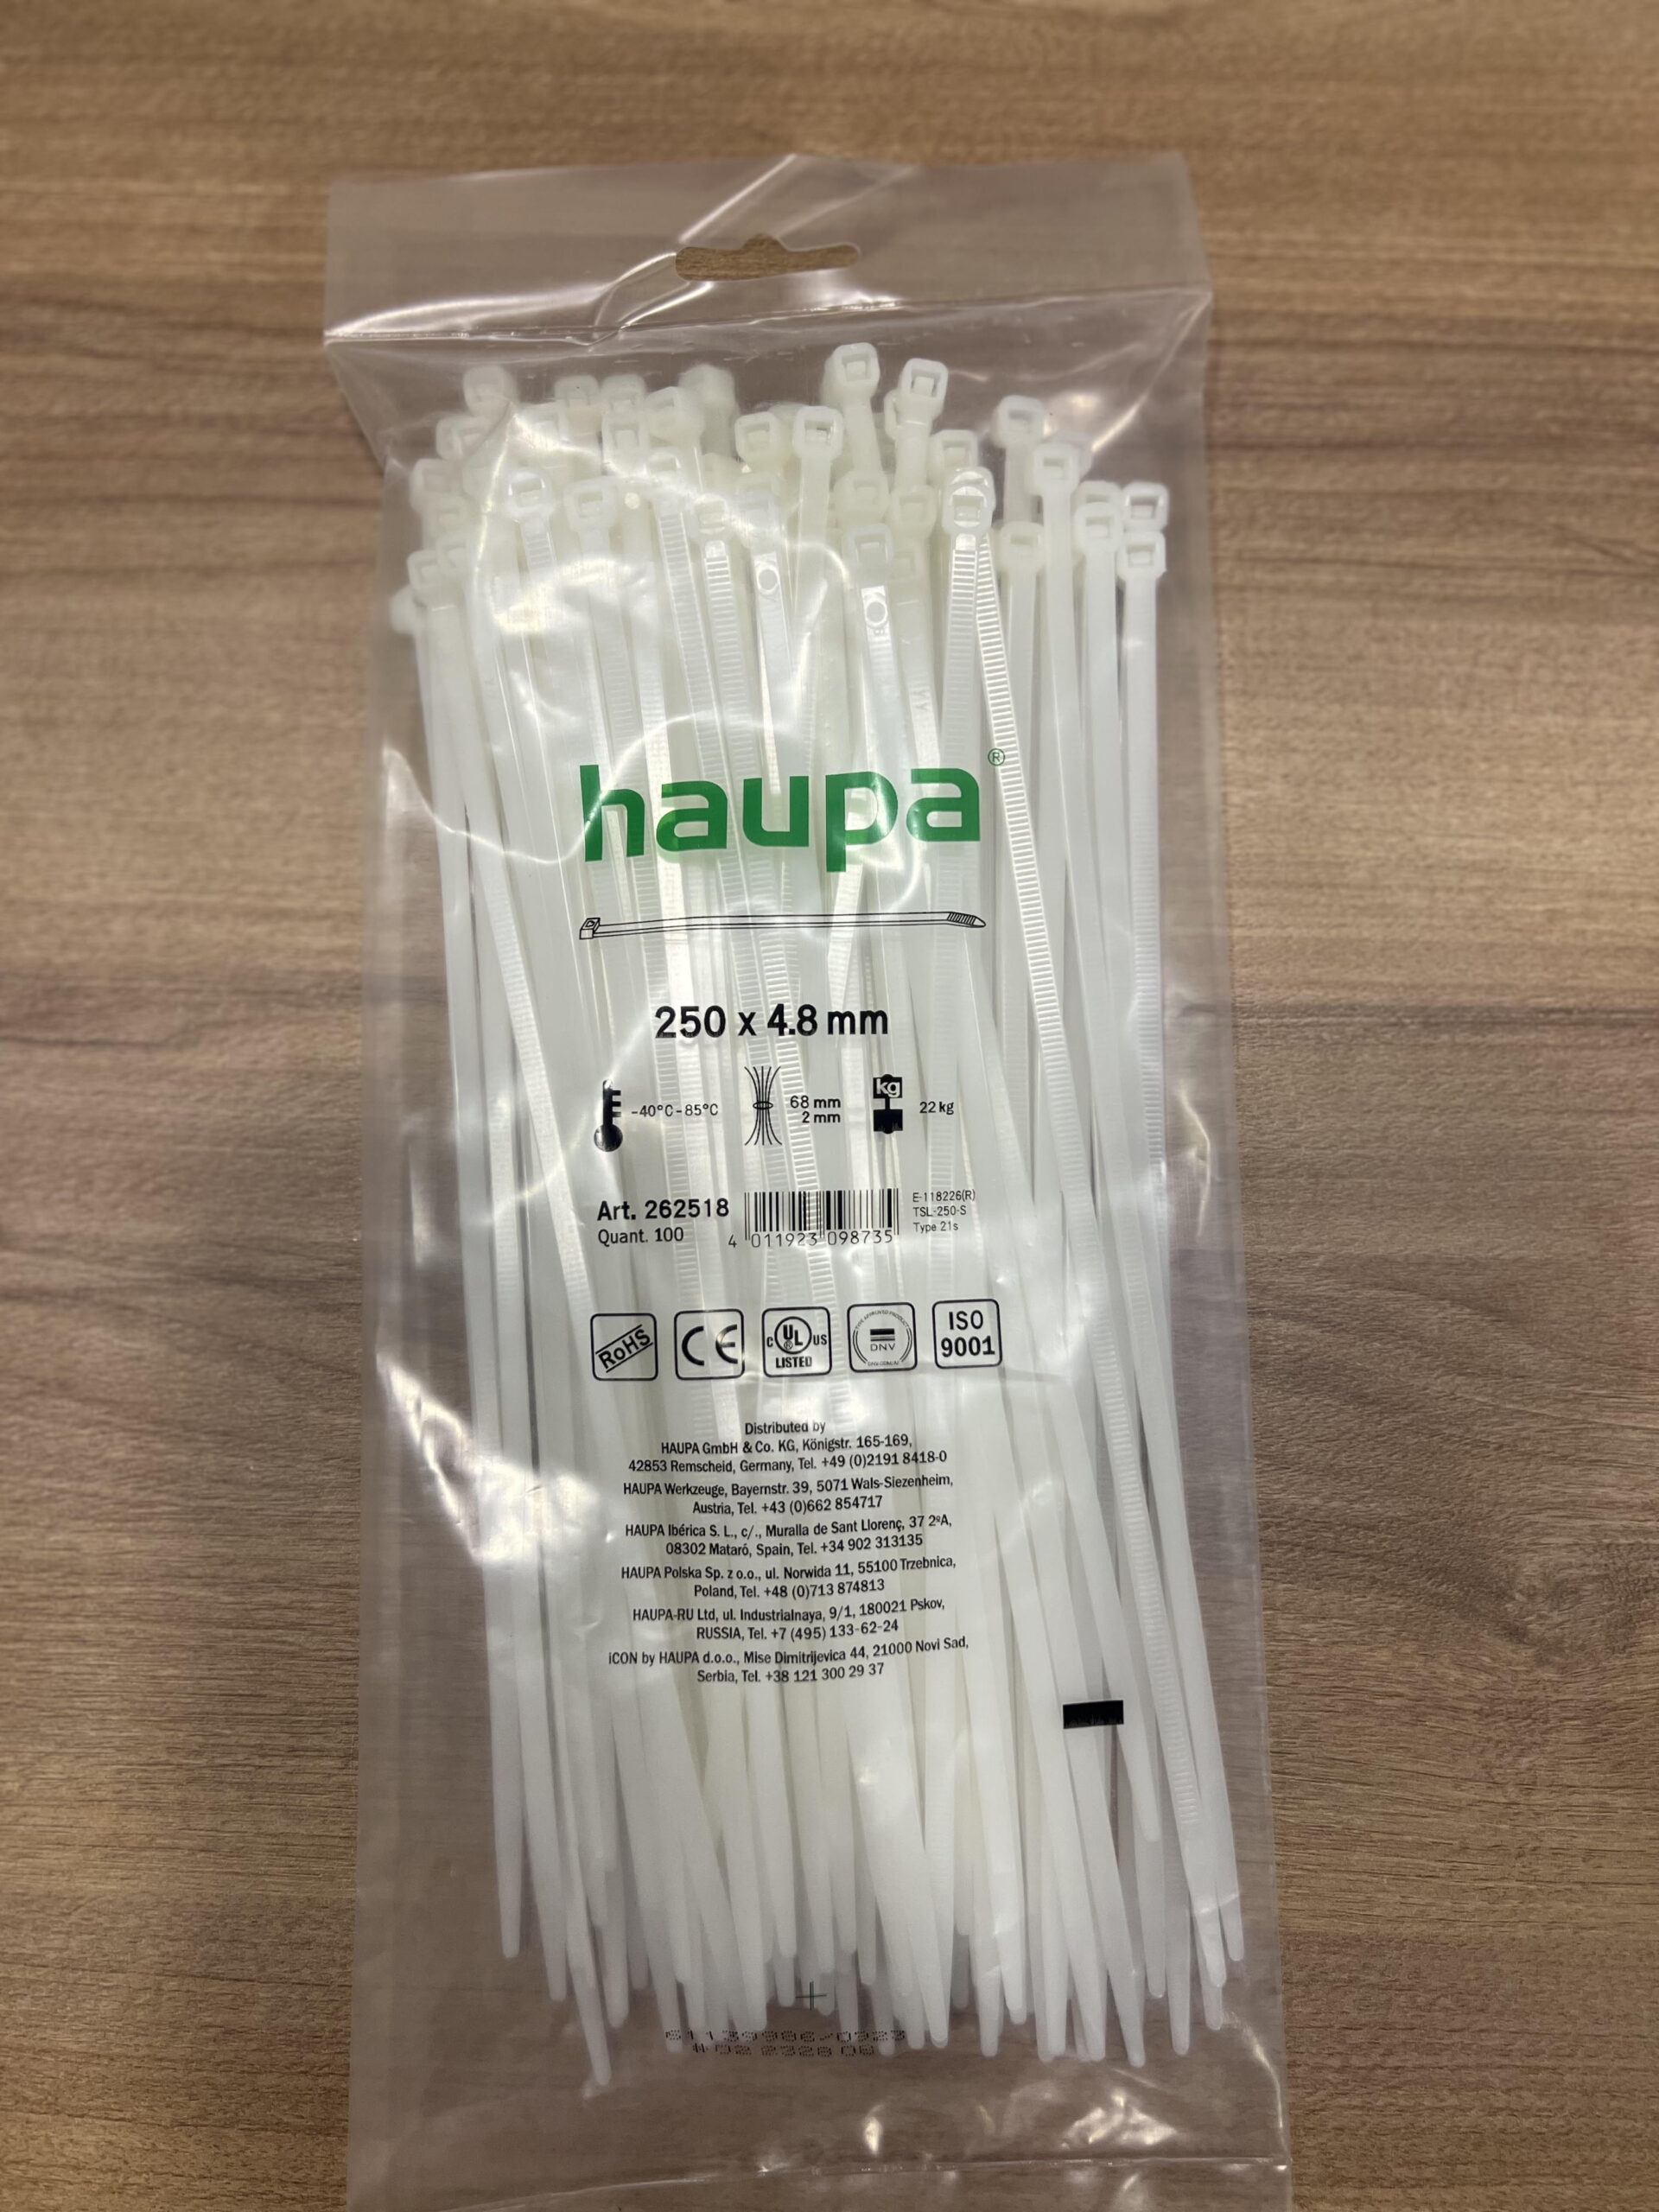 haupa®
250 x 4.8 mm
-40°C-85°C
68 mm
2 mm
kg
22 kg
Art. 262518
Quant. 100
4 011923 098735
E-118226(R)
TSL-250-S
Type 21s
RoHS
CE
c UL us
LISTED
DNV
ISO
9001
Distributed by
HAUPA GmbH & Co. KG, Königstr. 165-169,
42853 Remscheid, Germany, Tel. +49 (0)2191 8418-0
HAUPA Werkzeuge, Bayernstr. 39, 5071 Wals-Siezenheim,
Austria, Tel. +43 (0)662 854717
HAUPA Ibérica S. L., c/., Muralla de Sant Llorenç, 37 2ºA,
08302 Mataró, Spain, Tel. +34 902 313135
HAUPA Polska Sp. z o.o., ul. Norwida 11, 55100 Trzebnica,
Poland, Tel. +48 (0)713 874813
HAUPA-RU Ltd, ul. Industrialnaya, 9/1, 180021 Pskov,
RUSSIA, Tel. +7 (495) 133-62-24
iCON by HAUPA d.o.o., Mise Dimitrijevica 44, 21000 Novi Sad,
Serbia, Tel. +38 121 300 29 37